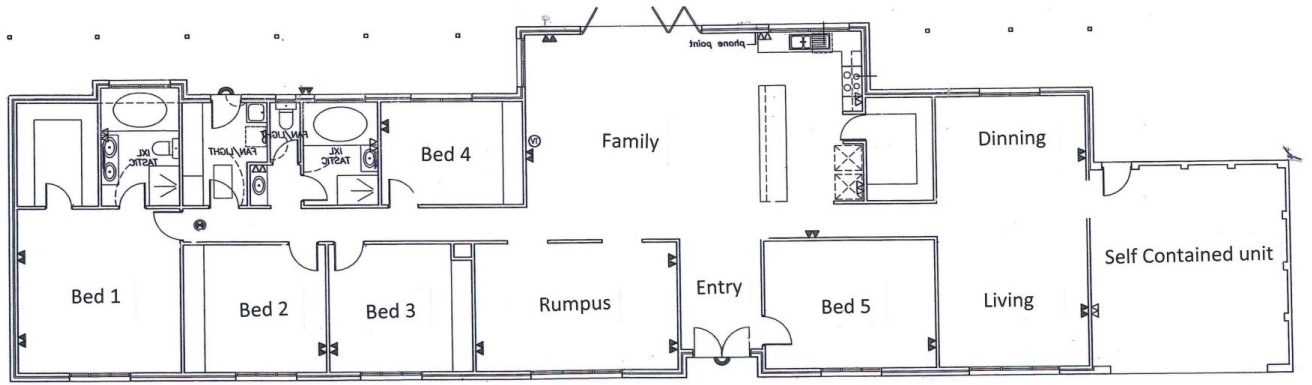 phone point
Dinning
Family
IXL
TASTIC
FAN/LIGHT
FAN/LIGHT
IXL
TASTIC
Bed 4
TV
Self Contained unit
Bed 1
Bed 2
Bed 3
Rumpus
Entry
Bed 5
Living